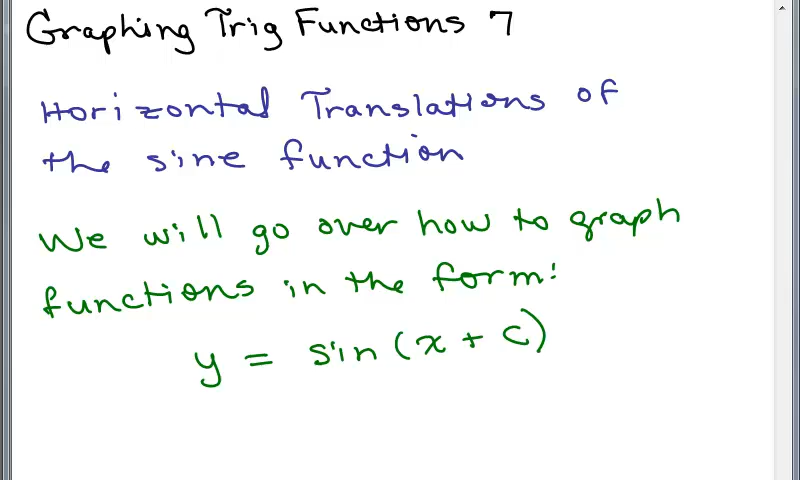 Graphing Trig Functions 7
Horizontal Translations of
the sine function
We will go over how to graph
functions in the form:
y = sin(x + c)